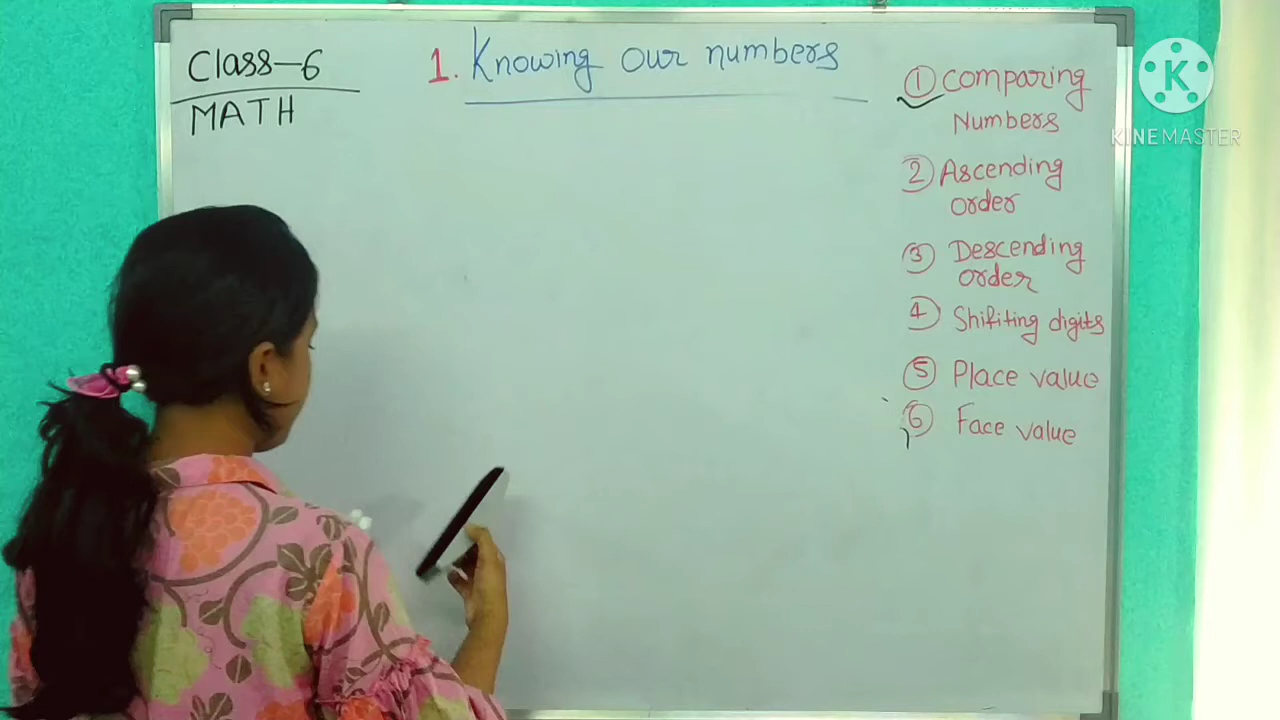 Class-6
MATH
1. Knowing our numbers
① Comparing
Numbers
② Ascending
order
③ Descending
order
④ Shifiting digits
⑤ Place value
⑥ Face value
K
KINEMASTER